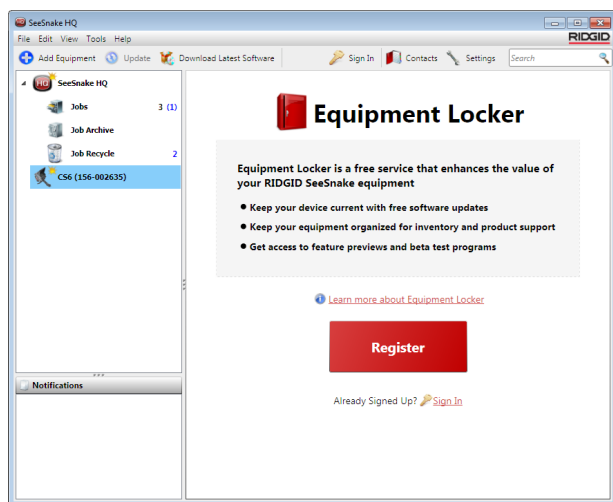 SeeSnake HQ
File Edit View Tools Help
RIDGID
Add Equipment Update Download Latest Software Sign In Contacts Settings Search
HQ SeeSnake HQ
Jobs 3 (1)
Job Archive
Job Recycle 2
CS6 (156-002635)
Equipment Locker
Equipment Locker is a free service that enhances the value of
your RIDGID SeeSnake equipment
● Keep your device current with free software updates
● Keep your equipment organized for inventory and product support
● Get access to feature previews and beta test programs
Learn more about Equipment Locker
Register
Already Signed Up? Sign In
Notifications